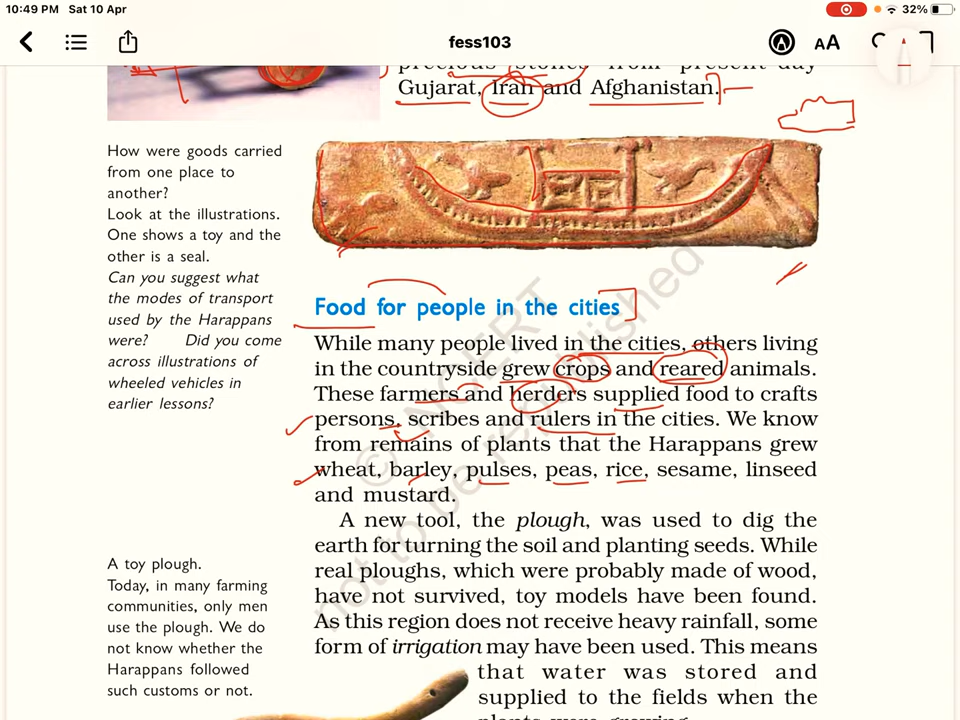 10:49 PM Sat 10 Apr
32%
fess103
AA
Gujarat, Iran and Afghanistan.
How were goods carried
from one place to
another?
Look at the illustrations.
One shows a toy and the
other is a seal.
Can you suggest what
the modes of transport
used by the Harappans
were? Did you come
across illustrations of
wheeled vehicles in
earlier lessons?
Food for people in the cities
While many people lived in the cities, others living
in the countryside grew crops and reared animals.
These farmers and herders supplied food to crafts
persons, scribes and rulers in the cities. We know
from remains of plants that the Harappans grew
wheat, barley, pulses, peas, rice, sesame, linseed
and mustard.
A new tool, the plough, was used to dig the
earth for turning the soil and planting seeds. While
real ploughs, which were probably made of wood,
have not survived, toy models have been found.
As this region does not receive heavy rainfall, some
form of irrigation may have been used. This means
that water was stored and
supplied to the fields when the
plants were growing.
A toy plough.
Today, in many farming
communities, only men
use the plough. We do
not know whether the
Harappans followed
such customs or not.
© NCERT
not to be republished